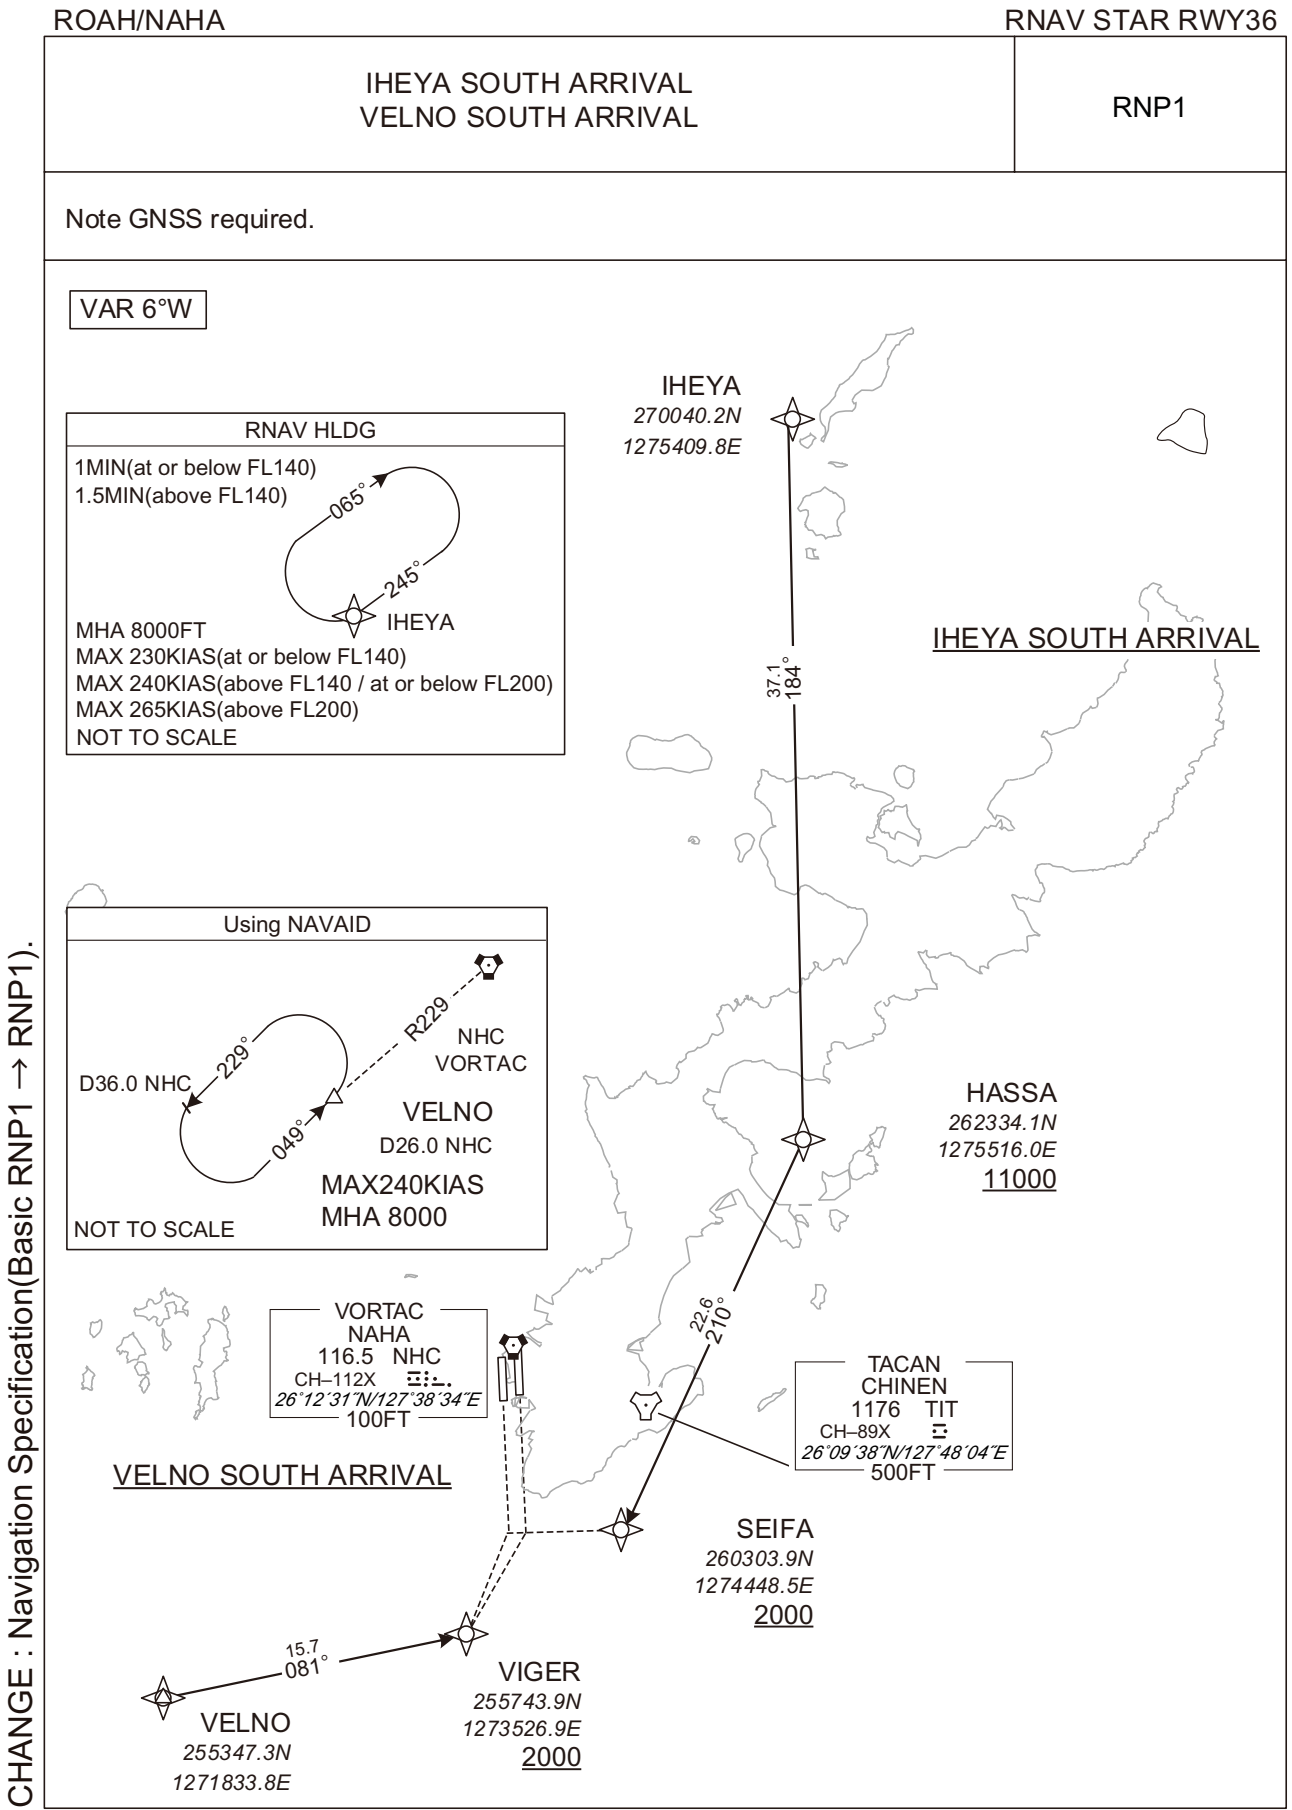 ROAH/NAHA
RNAV STAR RWY36
IHEYA SOUTH ARRIVAL
VELNO SOUTH ARRIVAL
RNP1
Note GNSS required.
VAR 6°W
IHEYA
270040.2N
1275409.8E
RNAV HLDG
1MIN(at or below FL140)
1.5MIN(above FL140)
065°
245°
IHEYA
MHA 8000FT
MAX 230KIAS(at or below FL140)
MAX 240KIAS(above FL140 / at or below FL200)
MAX 265KIAS(above FL200)
NOT TO SCALE
IHEYA SOUTH ARRIVAL
37.1
184°
Using NAVAID
R229
NHC
VORTAC
229°
D36.0 NHC
049°
VELNO
D26.0 NHC
MAX240KIAS
MHA 8000
NOT TO SCALE
HASSA
262334.1N
1275516.0E
11000
22.6
210°
VORTAC
NAHA
116.5 NHC
CH–112X
26°12′31″N/127°38′34″E
100FT
TACAN
CHINEN
1176 TIT
CH–89X
26°09′38″N/127°48′04″E
500FT
VELNO SOUTH ARRIVAL
SEIFA
260303.9N
1274448.5E
2000
15.7
081°
VIGER
255743.9N
1273526.9E
2000
VELNO
255347.3N
1271833.8E
CHANGE : Navigation Specification(Basic RNP1 → RNP1).